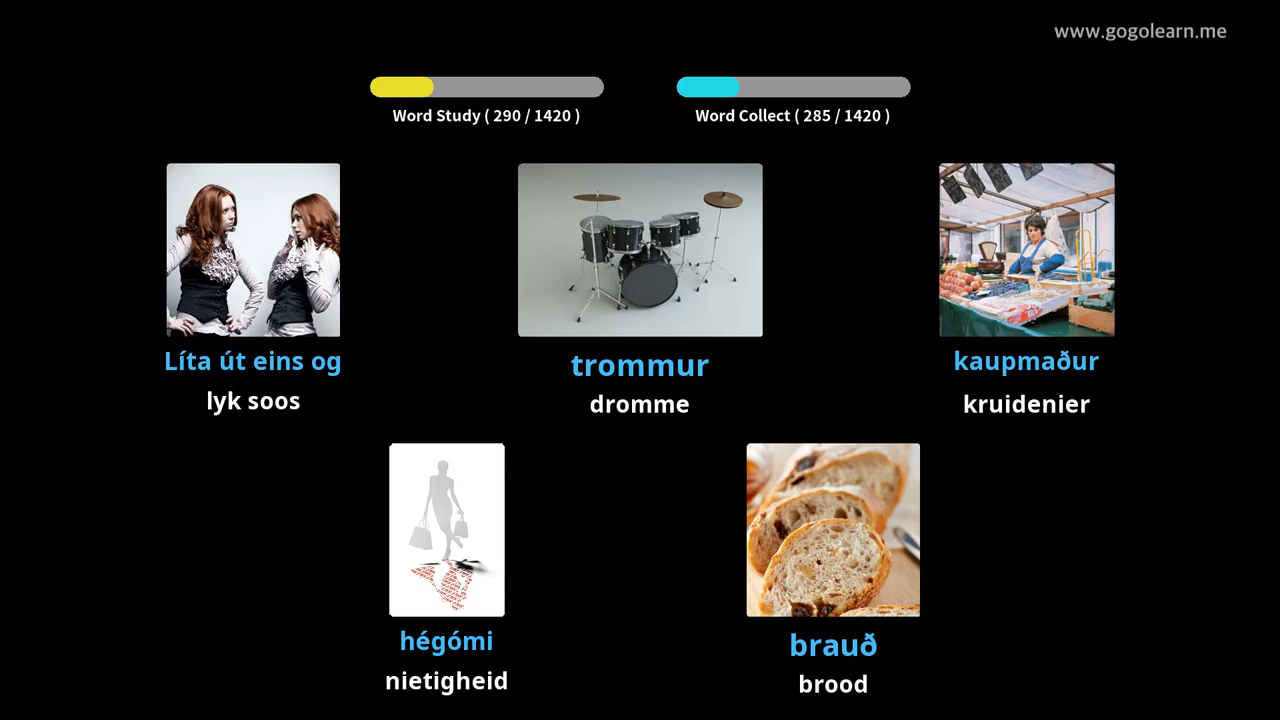 www.gogolearn.me
Word Study ( 290 / 1420 )
Word Collect ( 285 / 1420 )
Líta út eins og
lyk soos
trommur
dromme
kaupmaður
kruidenier
hégómi
nietigheid
brauð
brood